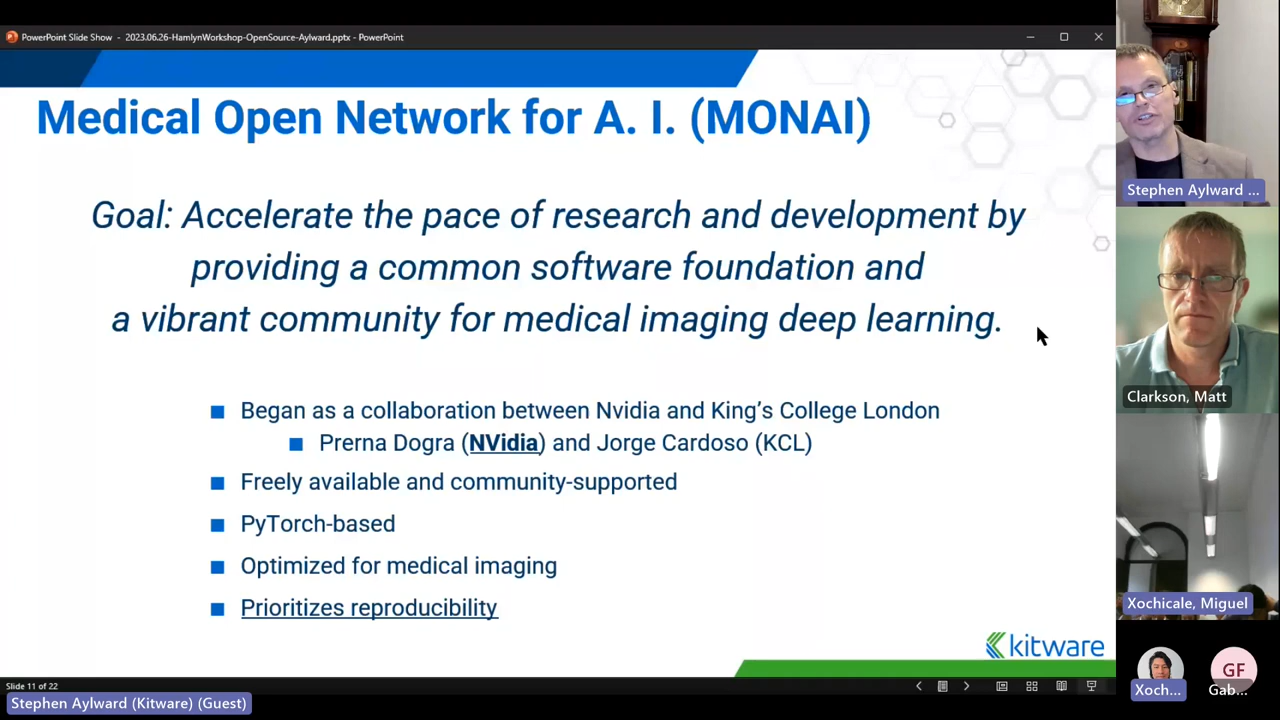 PowerPoint Slide Show - 2023.06.26-HamlynWorkshop-OpenSource-Aylward.pptx - PowerPoint
Medical Open Network for A. I. (MONAI)
Goal: Accelerate the pace of research and development by
providing a common software foundation and
a vibrant community for medical imaging deep learning.
Began as a collaboration between Nvidia and King's College London
Prerna Dogra (NVidia) and Jorge Cardoso (KCL)
Freely available and community-supported
PyTorch-based
Optimized for medical imaging
Prioritizes reproducibility
kitware
Slide 11 of 22
Stephen Aylward (Kitware) (Guest)
Stephen Aylward ...
Clarkson, Matt
Xochicale, Miguel
Xoch...
GF
Gab...